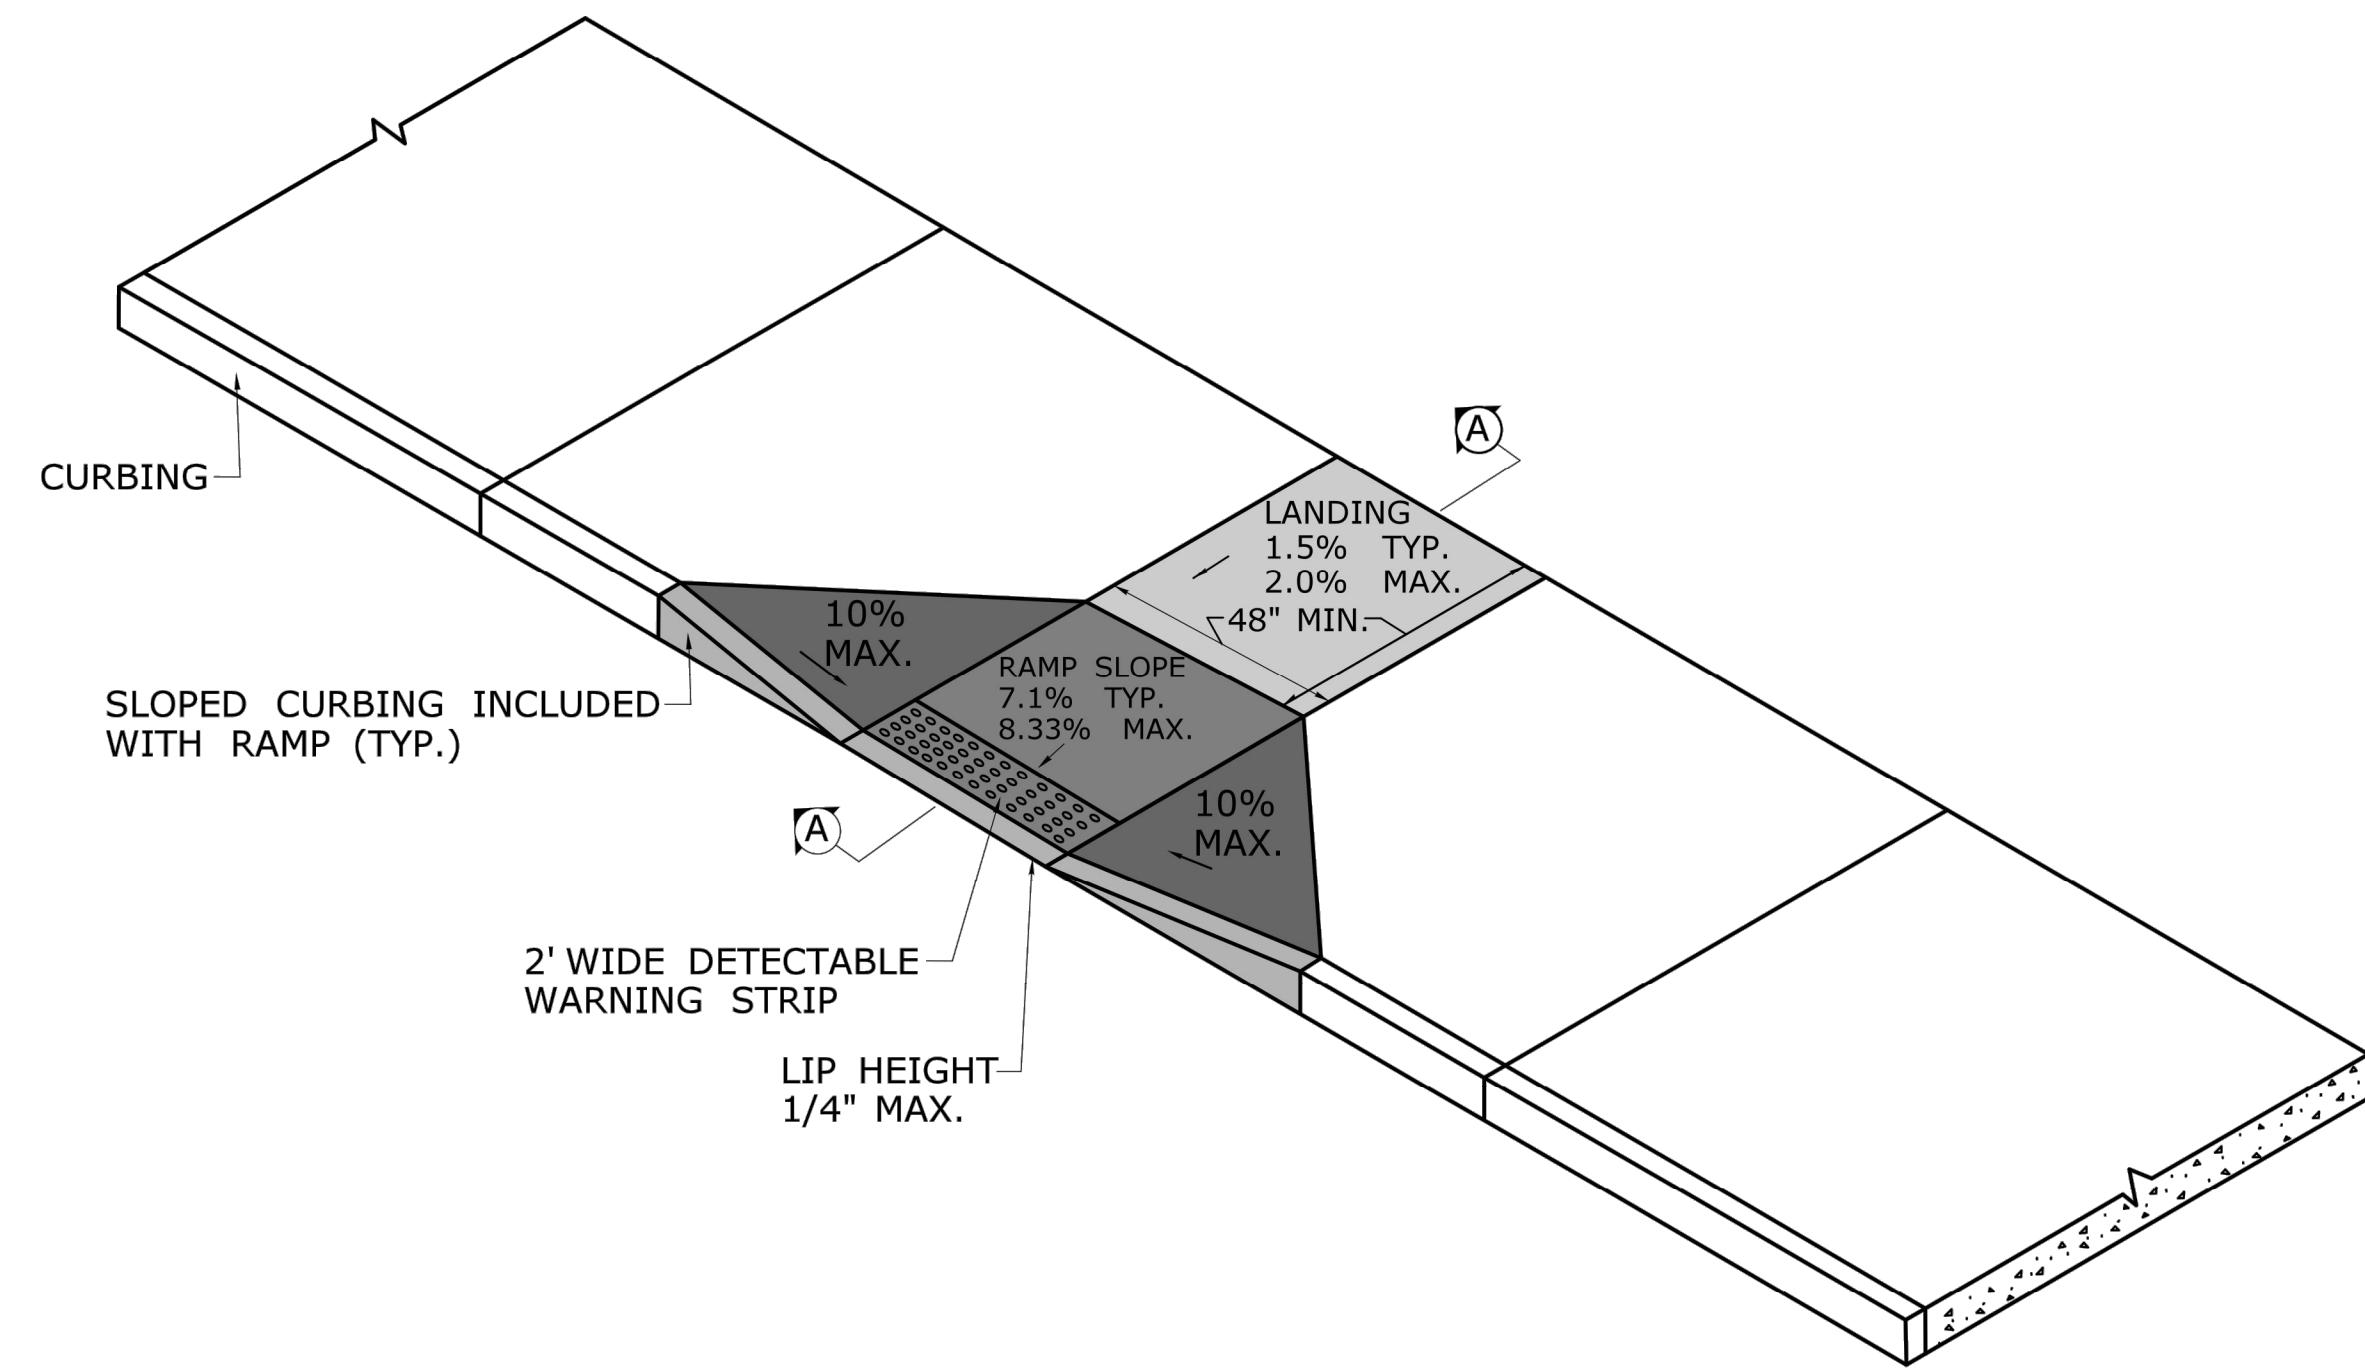 A
CURBING
LANDING
1.5% TYP.
2.0% MAX.
48" MIN.
10%
MAX.
RAMP SLOPE
7.1% TYP.
8.33% MAX.
SLOPED CURBING INCLUDED
WITH RAMP (TYP.)
10%
MAX.
A
2' WIDE DETECTABLE
WARNING STRIP
LIP HEIGHT
1/4" MAX.